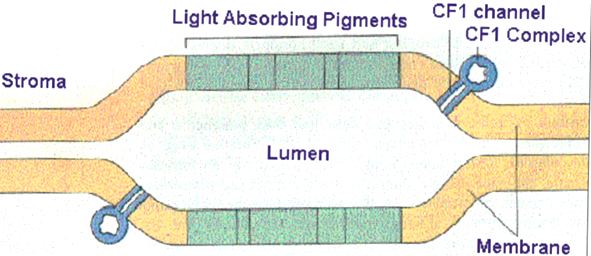 Light Absorbing Pigments
CF1 channel
CF1 Complex
Stroma
Lumen
Membrane